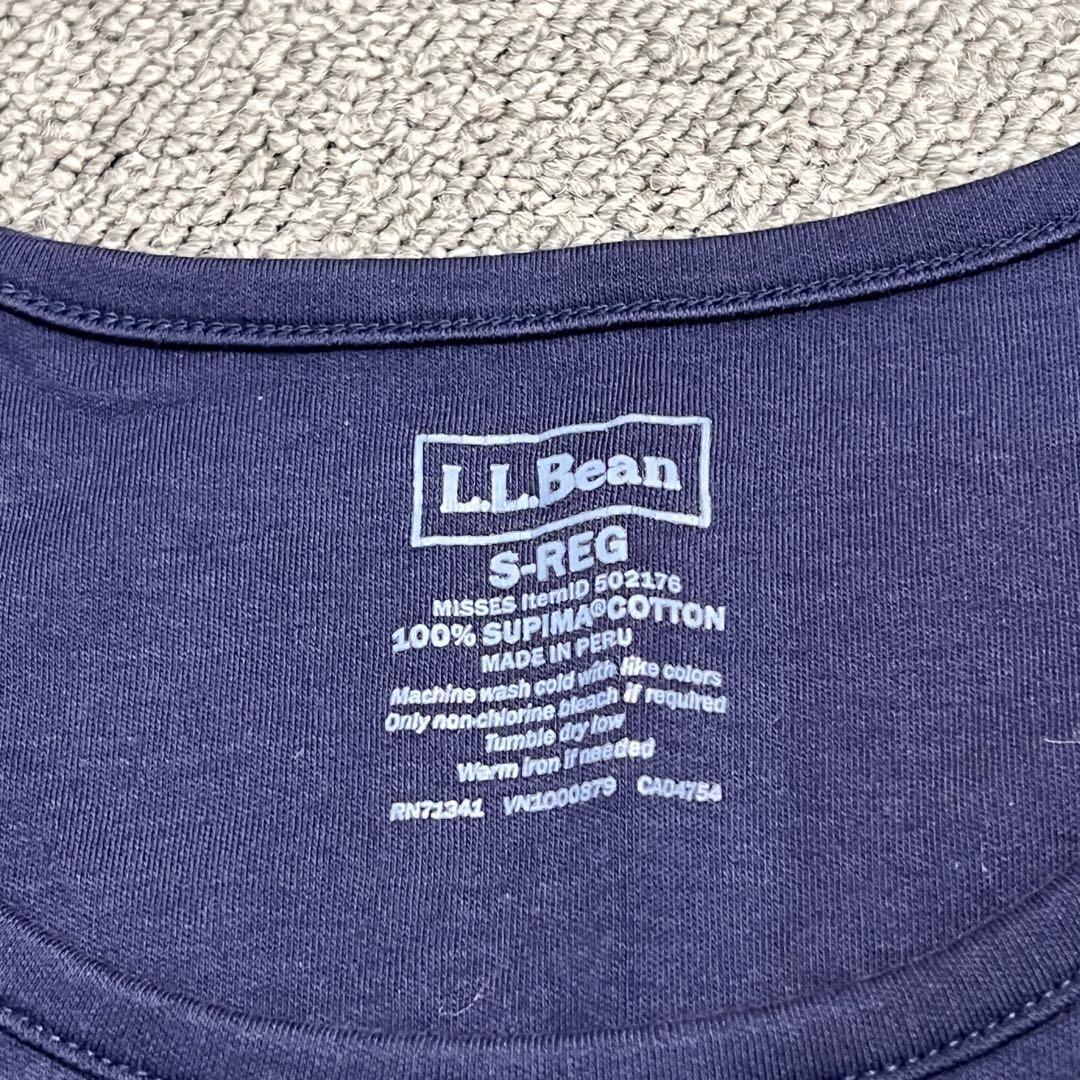 L.L.Bean
S-REG
MISSES ItemID 502176
100% SUPIMA® COTTON
MADE IN PERU
Machine wash cold with like colors
Only non-chlorine bleach if required
Tumble dry low
Warm iron if needed
RN71341 VN1000879 CA04754